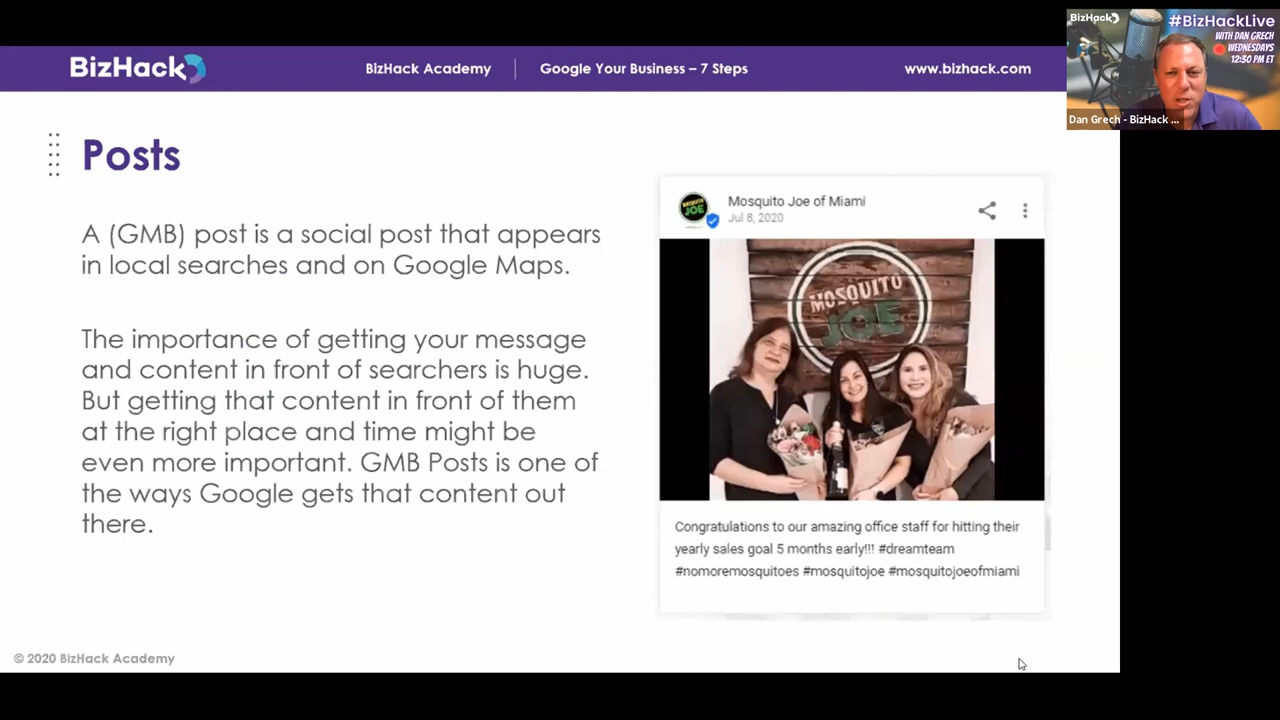 BizHack
BizHack Academy
Google Your Business – 7 Steps
www.bizhack.com
BizHack
#BizHackLive
WITH DAN GRECH
WEDNESDAYS
12:30 PM ET
Dan Grech - BizHack ...
Posts
A (GMB) post is a social post that appears
in local searches and on Google Maps.
The importance of getting your message
and content in front of searchers is huge.
But getting that content in front of them
at the right place and time might be
even more important. GMB Posts is one of
the ways Google gets that content out
there.
MOSQUITO
JOE
Mosquito Joe of Miami
Jul 8, 2020
MOSQUITO
JOE
Congratulations to our amazing office staff for hitting their
yearly sales goal 5 months early!!! #dreamteam
#nomoremosquitoes #mosquitojoe #mosquitojoeofmiami
© 2020 BizHack Academy